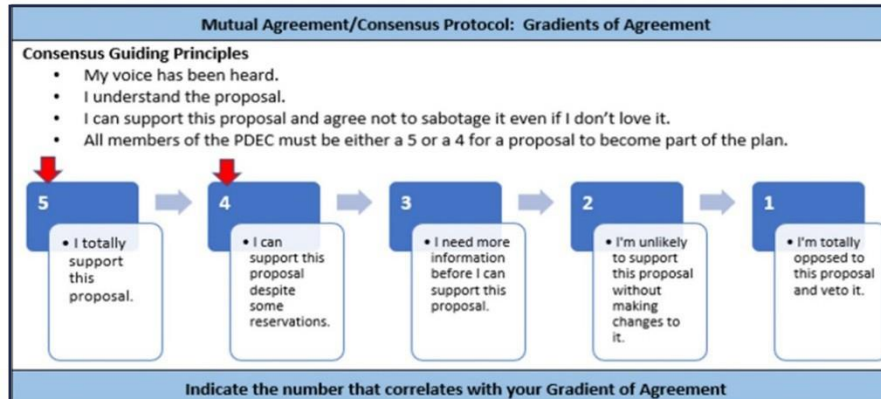 Mutual Agreement/Consensus Protocol: Gradients of Agreement
Consensus Guiding Principles
• My voice has been heard.
• I understand the proposal.
• I can support this proposal and agree not to sabotage it even if I don't love it.
• All members of the PDEC must be either a 5 or a 4 for a proposal to become part of the plan.
5
• I totally
support
this
proposal.
4
• I can
support this
proposal
despite
some
reservations.
3
• I need more
information
before I can
support this
proposal.
2
• I'm unlikely
to support
this proposal
without
making
changes to
it.
1
• I'm totally
opposed to
this proposal
and veto it.
Indicate the number that correlates with your Gradient of Agreement